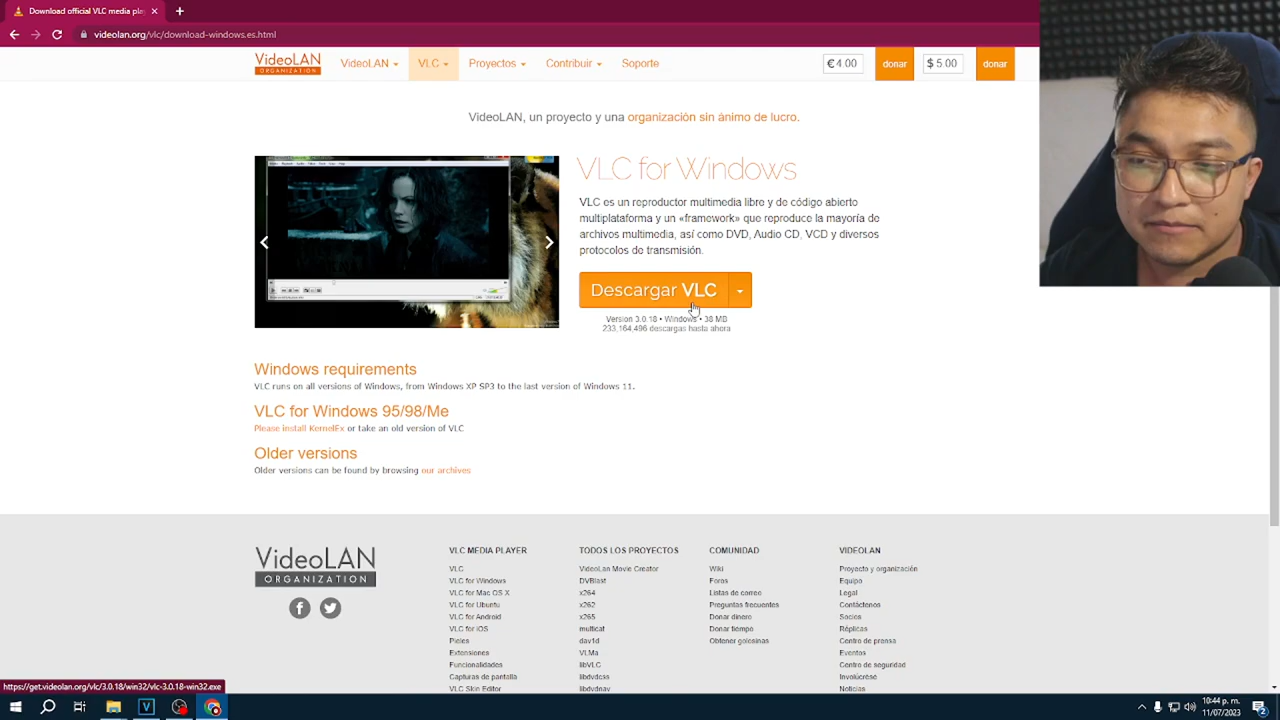 Download official VLC media pla
videolan.org/vlc/download-windows.es.html
VideoLAN
ORGANIZATION
VideoLAN
VLC
Proyectos
Contribuir
Soporte
€ 4.00
donar
$ 5.00
donar
VideoLAN, un proyecto y una organización sin ánimo de lucro.
VLC for Windows
VLC es un reproductor multimedia libre y de código abierto
multiplataforma y un «framework» que reproduce la mayoría de
archivos multimedia, así como DVD, Audio CD, VCD y diversos
protocolos de transmisión.
Descargar VLC
Version 3.0.18 • Windows • 38 MB
233,164,496 descargas hasta ahora
Windows requirements
VLC runs on all versions of Windows, from Windows XP SP3 to the last version of Windows 11.
VLC for Windows 95/98/Me
Please install KernelEx or take an old version of VLC
Older versions
Older versions can be found by browsing our archives
VideoLAN
ORGANIZATION
VLC MEDIA PLAYER
VLC
VLC for Windows
VLC for Mac OS X
VLC for Ubuntu
VLC for Android
VLC for iOS
Pieles
Extensiones
Funcionalidades
Capturas de pantalla
VLC Skin Editor
TODOS LOS PROYECTOS
VideoLan Movie Creator
DVBlast
x264
x262
x265
multicat
dav1d
VLMa
libVLC
libdvdcss
libdvdnav
COMUNIDAD
Wiki
Foros
Listas de correo
Preguntas frecuentes
Donar dinero
Donar tiempo
Obtener golosinas
VIDEOLAN
Proyecto y organización
Equipo
Legal
Contáctenos
Socios
Réplicas
Centro de prensa
Eventos
Centro de seguridad
Involúcrese
Noticias
https://get.videolan.org/vlc/3.0.18/win32/vlc-3.0.18-win32.exe
10:44 p. m.
11/07/2023
2